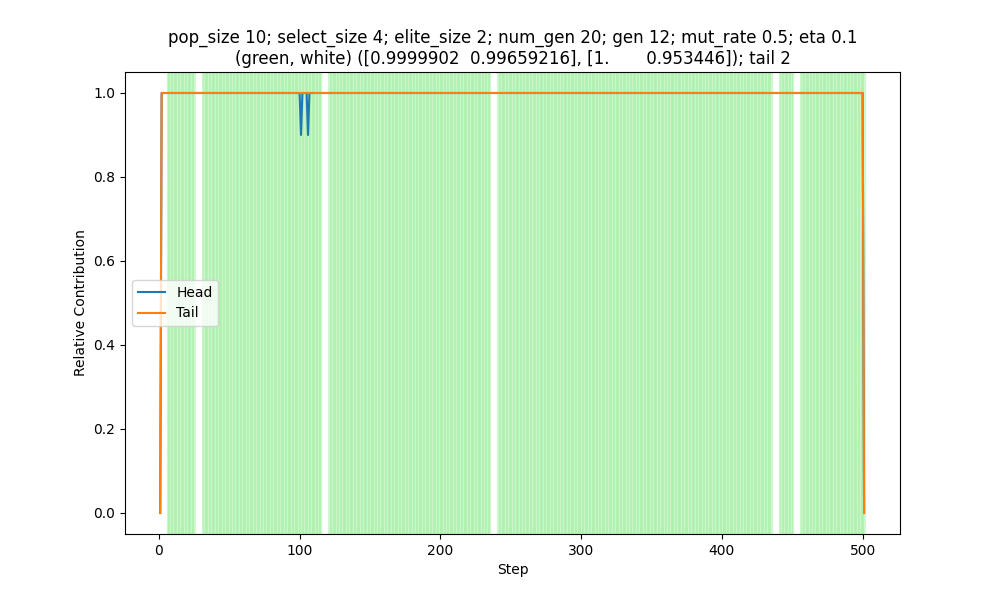 pop_size 10; select_size 4; elite_size 2; num_gen 20; gen 12; mut_rate 0.5; eta 0.1
(green, white) ([0.9999902 0.99659216], [1. 0.953446]); tail 2
1.0
0.8
0.6
0.4
0.2
0.0
Relative Contribution
Head
Tail
0 100 200 300 400 500
Step